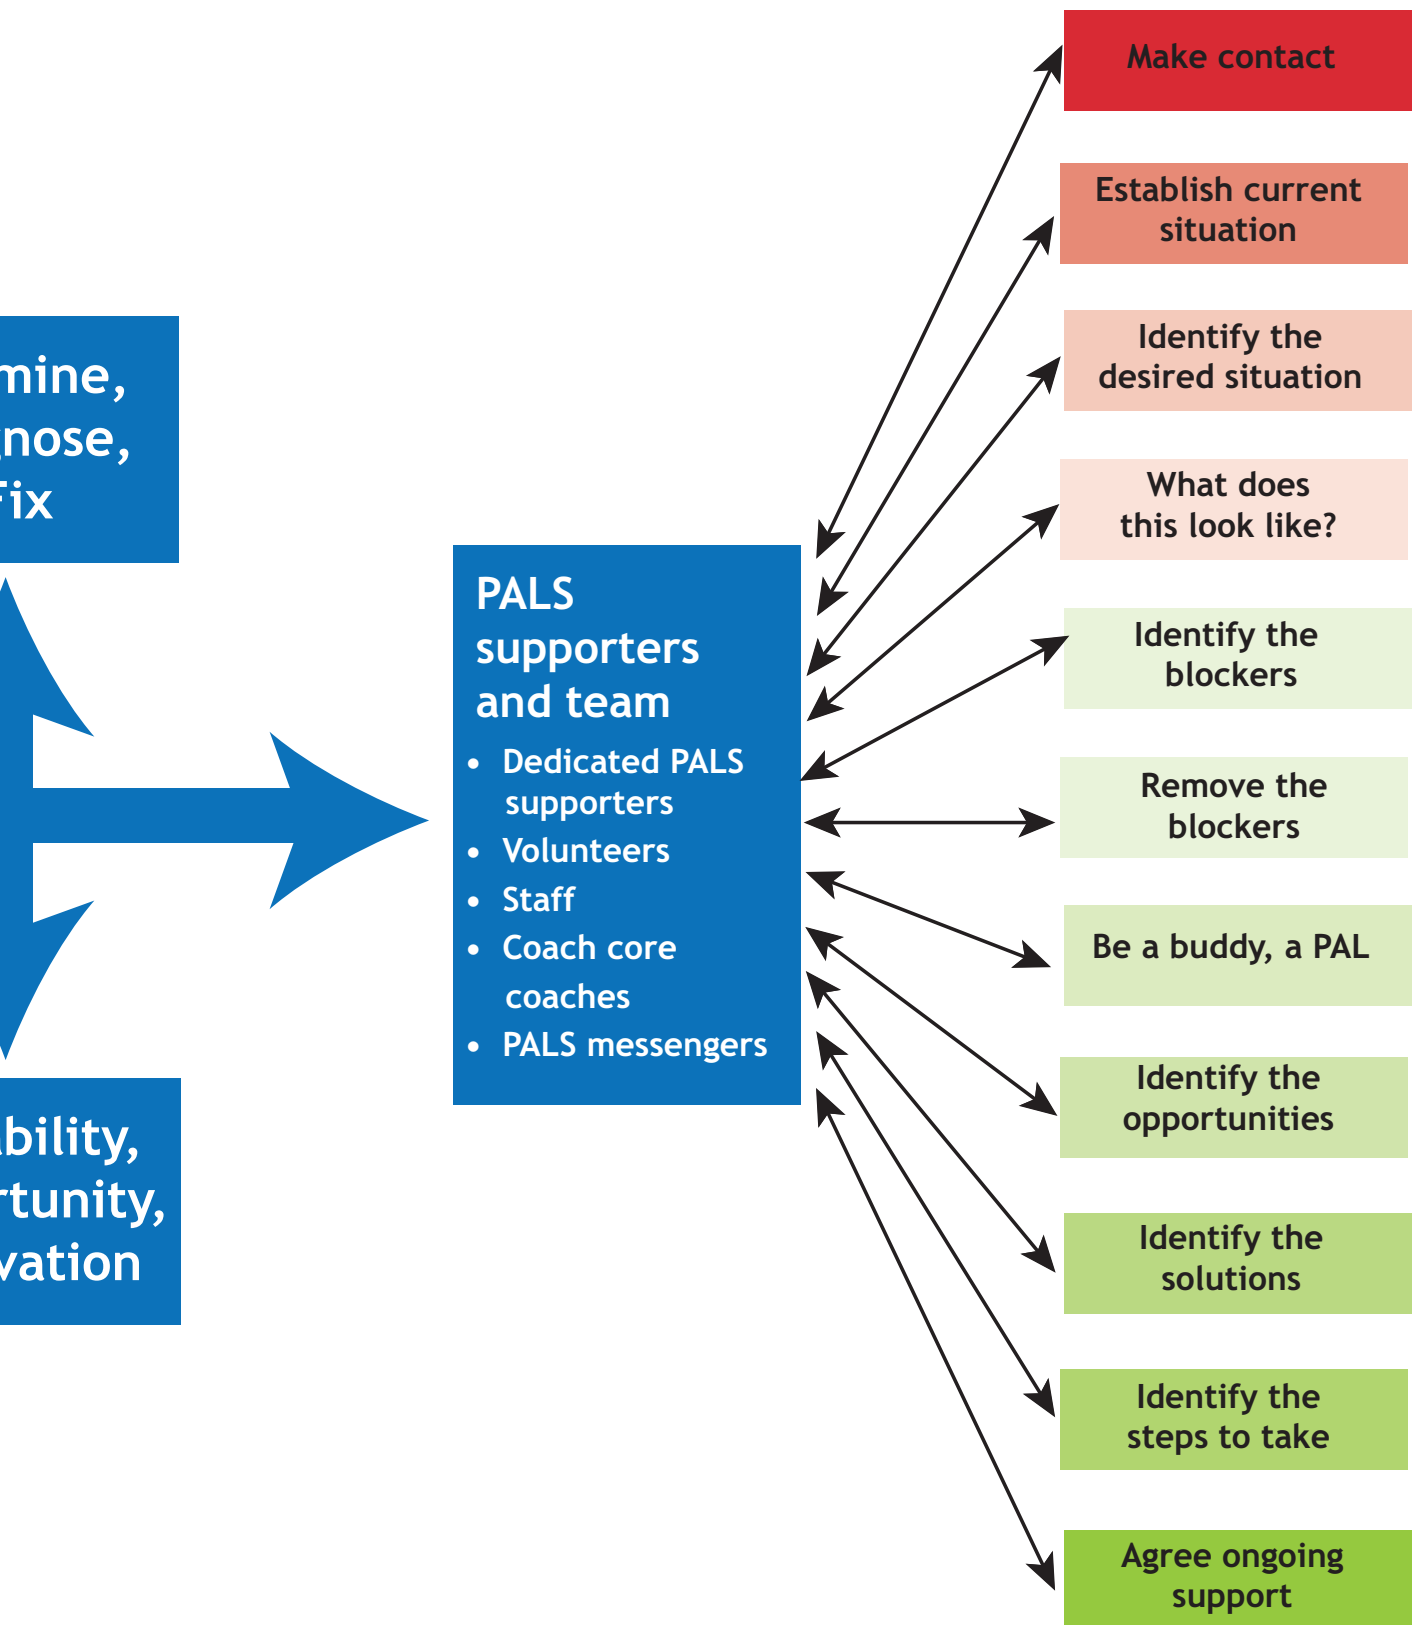 mine,
gnose,
Fix
ability,
rtunity,
vation
PALS
supporters
and team
• Dedicated PALS
supporters
• Volunteers
• Staff
• Coach core
coaches
• PALS messengers
Make contact
Establish current
situation
Identify the
desired situation
What does
this look like?
Identify the
blockers
Remove the
blockers
Be a buddy, a PAL
Identify the
opportunities
Identify the
solutions
Identify the
steps to take
Agree ongoing
support